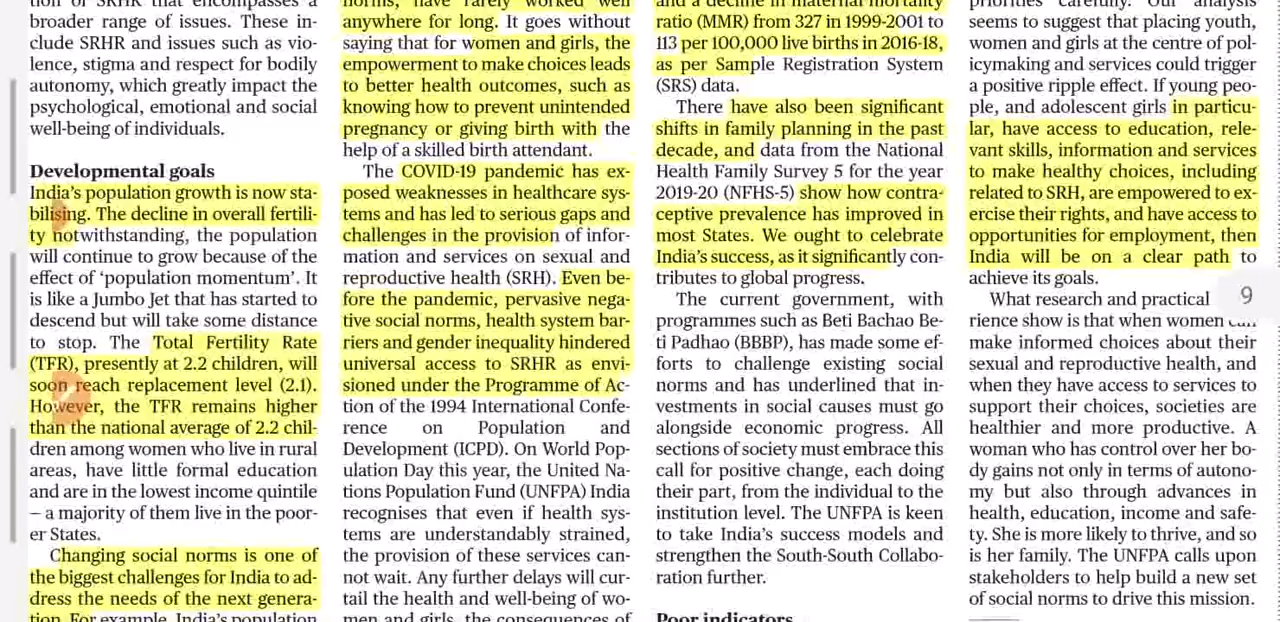 tion of SRHR that encompasses a
broader range of issues. These in-
clude SRHR and issues such as vio-
lence, stigma and respect for bodily
autonomy, which greatly impact the
psychological, emotional and social
well-being of individuals.
Developmental goals
India's population growth is now sta-
bilising. The decline in overall fertili-
ty notwithstanding, the population
will continue to grow because of the
effect of 'population momentum'. It
is like a Jumbo Jet that has started to
descend but will take some distance
to stop. The Total Fertility Rate
(TFR), presently at 2.2 children, will
soon reach replacement level (2.1).
However, the TFR remains higher
than the national average of 2.2 chil-
dren among women who live in rural
areas, have little formal education
and are in the lowest income quintile
– a majority of them live in the poor-
er States.
Changing social norms is one of
the biggest challenges for India to ad-
dress the needs of the next genera-
tion. For example, India's population
norms, have rarely worked well
anywhere for long. It goes without
saying that for women and girls, the
empowerment to make choices leads
to better health outcomes, such as
knowing how to prevent unintended
pregnancy or giving birth with the
help of a skilled birth attendant.
The COVID-19 pandemic has ex-
posed weaknesses in healthcare sys-
tems and has led to serious gaps and
challenges in the provision of infor-
mation and services on sexual and
reproductive health (SRH). Even be-
fore the pandemic, pervasive nega-
tive social norms, health system bar-
riers and gender inequality hindered
universal access to SRHR as envi-
sioned under the Programme of Ac-
tion of the 1994 International Confe-
rence on Population and
Development (ICPD). On World Pop-
ulation Day this year, the United Na-
tions Population Fund (UNFPA) India
recognises that even if health sys-
tems are understandably strained,
the provision of these services can-
not wait. Any further delays will cur-
tail the health and well-being of wo-
men and girls, the consequences of
and a decline in maternal mortality
ratio (MMR) from 327 in 1999-2001 to
113 per 100,000 live births in 2016-18,
as per Sample Registration System
(SRS) data.
There have also been significant
shifts in family planning in the past
decade, and data from the National
Health Family Survey 5 for the year
2019-20 (NFHS-5) show how contra-
ceptive prevalence has improved in
most States. We ought to celebrate
India's success, as it significantly con-
tributes to global progress.
The current government, with
programmes such as Beti Bachao Be-
ti Padhao (BBBP), has made some ef-
forts to challenge existing social
norms and has underlined that in-
vestments in social causes must go
alongside economic progress. All
sections of society must embrace this
call for positive change, each doing
their part, from the individual to the
institution level. The UNFPA is keen
to take India's success models and
strengthen the South-South Collabo-
ration further.
Poor indicators
priorities carefully. Our analysis
seems to suggest that placing youth,
women and girls at the centre of pol-
icymaking and services could trigger
a positive ripple effect. If young peo-
ple, and adolescent girls in particu-
lar, have access to education, rele-
vant skills, information and services
to make healthy choices, including
related to SRH, are empowered to ex-
ercise their rights, and have access to
opportunities for employment, then
India will be on a clear path to
achieve its goals.
What research and practical
rience show is that when women can
make informed choices about their
sexual and reproductive health, and
when they have access to services to
support their choices, societies are
healthier and more productive. A
woman who has control over her bo-
dy gains not only in terms of autono-
my but also through advances in
health, education, income and safe-
ty. She is more likely to thrive, and so
is her family. The UNFPA calls upon
stakeholders to help build a new set
of social norms to drive this mission.
9